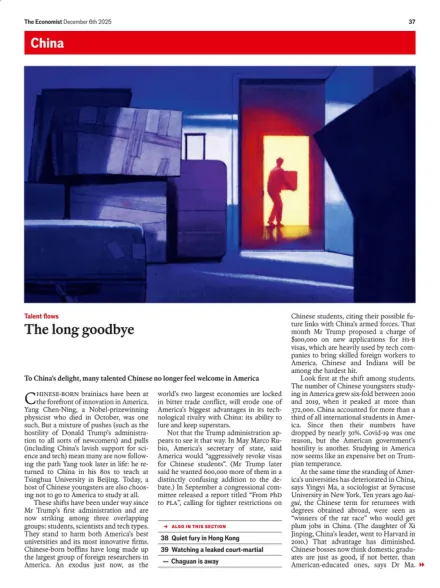 The Economist December 6th 2025
37
China
Talent flows
The long goodbye
To China's delight, many talented Chinese no longer feel welcome in America
CHINESE-BORN brainiacs have been at
the forefront of innovation in America.
Yang Chen-Ning, a Nobel-prizewinning
physicist who died in October, was one
such. But a mixture of pushes (such as the
hostility of Donald Trump's administra-
tion to all sorts of newcomers) and pulls
(including China's lavish support for sci-
ence and tech) mean many are now follow-
ing the path Yang took later in life: he re-
turned to China in his 80s to teach at
Tsinghua University in Beijing. Today, a
host of Chinese youngsters are also choos-
ing not to go to America to study at all.
These shifts have been under way since
Mr Trump's first administration and are
now striking among three overlapping
groups: students, scientists and tech types.
They stand to harm both America's best
universities and its most innovative firms.
Chinese-born boffins have long made up
the largest group of foreign researchers in
America. An exodus just now, as the
world's two largest economies are locked
in bitter trade conflict, will erode one of
America's biggest advantages in its tech-
nological rivalry with China: its ability to
lure and keep superstars.
Not that the Trump administration ap-
pears to see it that way. In May Marco Ru-
bio, America's secretary of state, said
America would "aggressively revoke visas
for Chinese students". (Mr Trump later
said he wanted 600,000 more of them in a
distinctly confusing addition to the de-
bate.) In September a congressional com-
mittee released a report titled "From PhD
to PLA", calling for tighter restrictions on
→ ALSO IN THIS SECTION
38 Quiet fury in Hong Kong
39 Watching a leaked court-martial
— Chaguan is away
Chinese students, citing their possible fu-
ture links with China's armed forces. That
month Mr Trump proposed a charge of
$100,000 on new applications for H1-B
visas, which are heavily used by tech com-
panies to bring skilled foreign workers to
America. Chinese and Indians will be
among the hardest hit.
Look first at the shift among students.
The number of Chinese youngsters study-
ing in America grew six-fold between 2000
and 2019, when it peaked at more than
372,000. China accounted for more than a
third of all international students in Amer-
ica. Since then their numbers have
dropped by nearly 30%. Covid-19 was one
reason, but the American government's
hostility is another. Studying in America
now seems like an expensive bet on Trum-
pian temperance.
At the same time the standing of Amer-
ica's universities has deteriorated in China,
says Yingyi Ma, a sociologist at Syracuse
University in New York. Ten years ago hai-
gui, the Chinese term for returnees with
degrees obtained abroad, were seen as
"winners of the rat race" who would get
plum jobs in China. (The daughter of Xi
Jinping, China's leader, went to Harvard in
2010.) That advantage has diminished.
Chinese bosses now think domestic gradu-
ates are just as good, if not better, than
American-educated ones, says Dr Ma. ▸▸